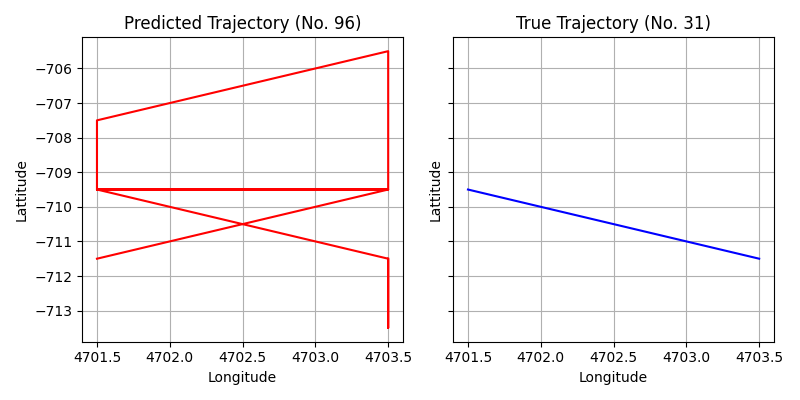 Predicted Trajectory (No. 96)
True Trajectory (No. 31)
Lattitude
−706
−707
−708
−709
−710
−711
−712
−713
4701.5 4702.0 4702.5 4703.0 4703.5
Longitude
Lattitude
4701.5 4702.0 4702.5 4703.0 4703.5
Longitude